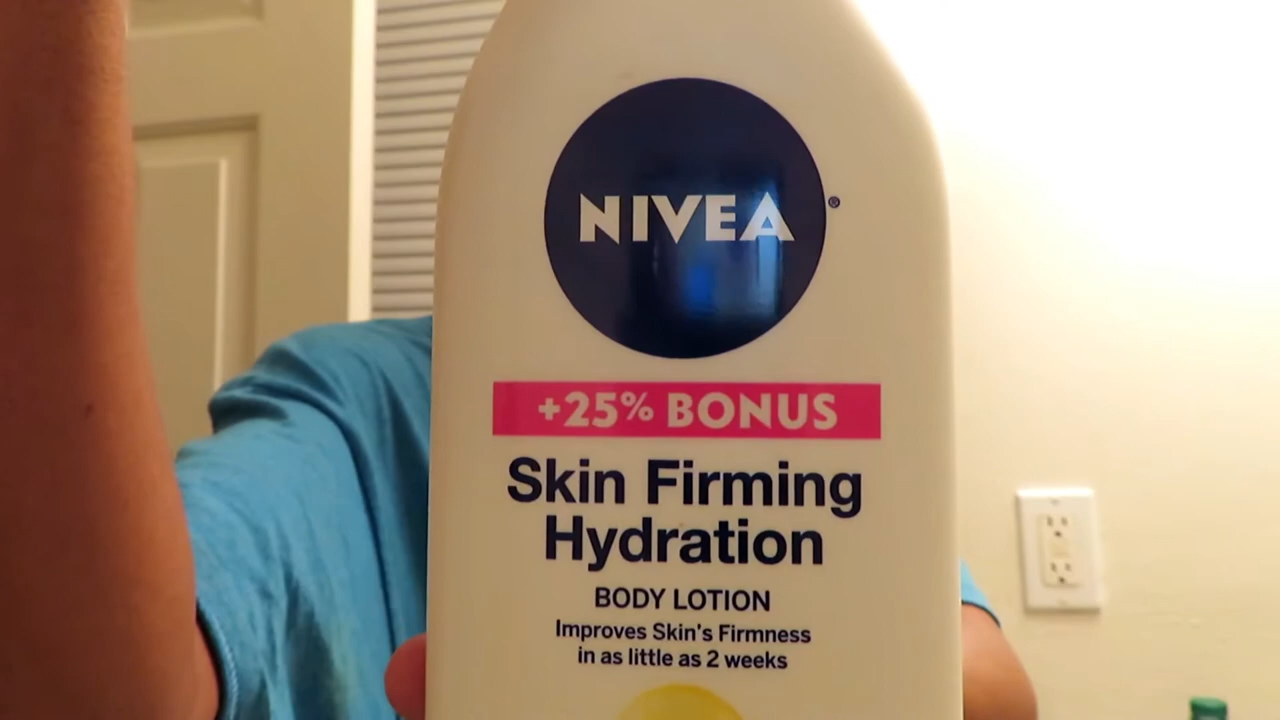 NIVEA®
+25% BONUS
Skin Firming
Hydration
BODY LOTION
Improves Skin's Firmness
in as little as 2 weeks